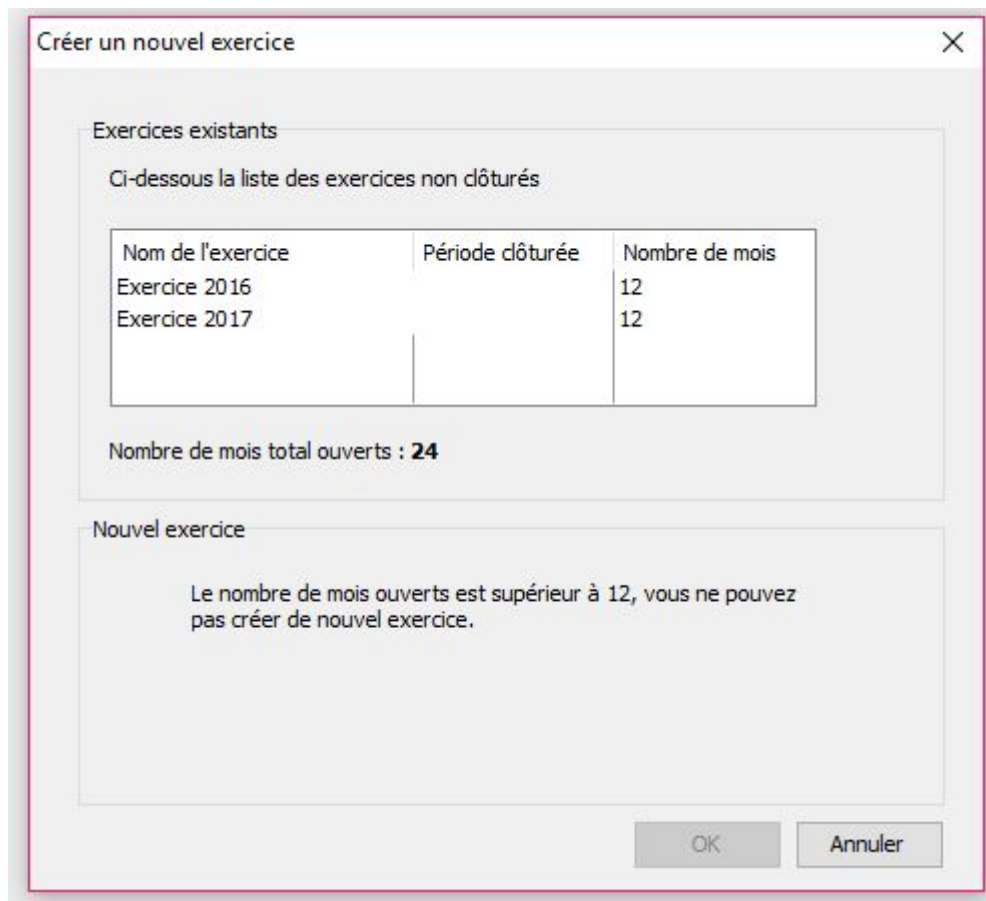 Créer un nouvel exercice
Exercices existants
Ci-dessous la liste des exercices non clôturés
Nom de l'exercice Période clôturée Nombre de mois
Exercice 2016 12
Exercice 2017 12
Nombre de mois total ouverts : 24
Nouvel exercice
Le nombre de mois ouverts est supérieur à 12, vous ne pouvez
pas créer de nouvel exercice.
OK Annuler